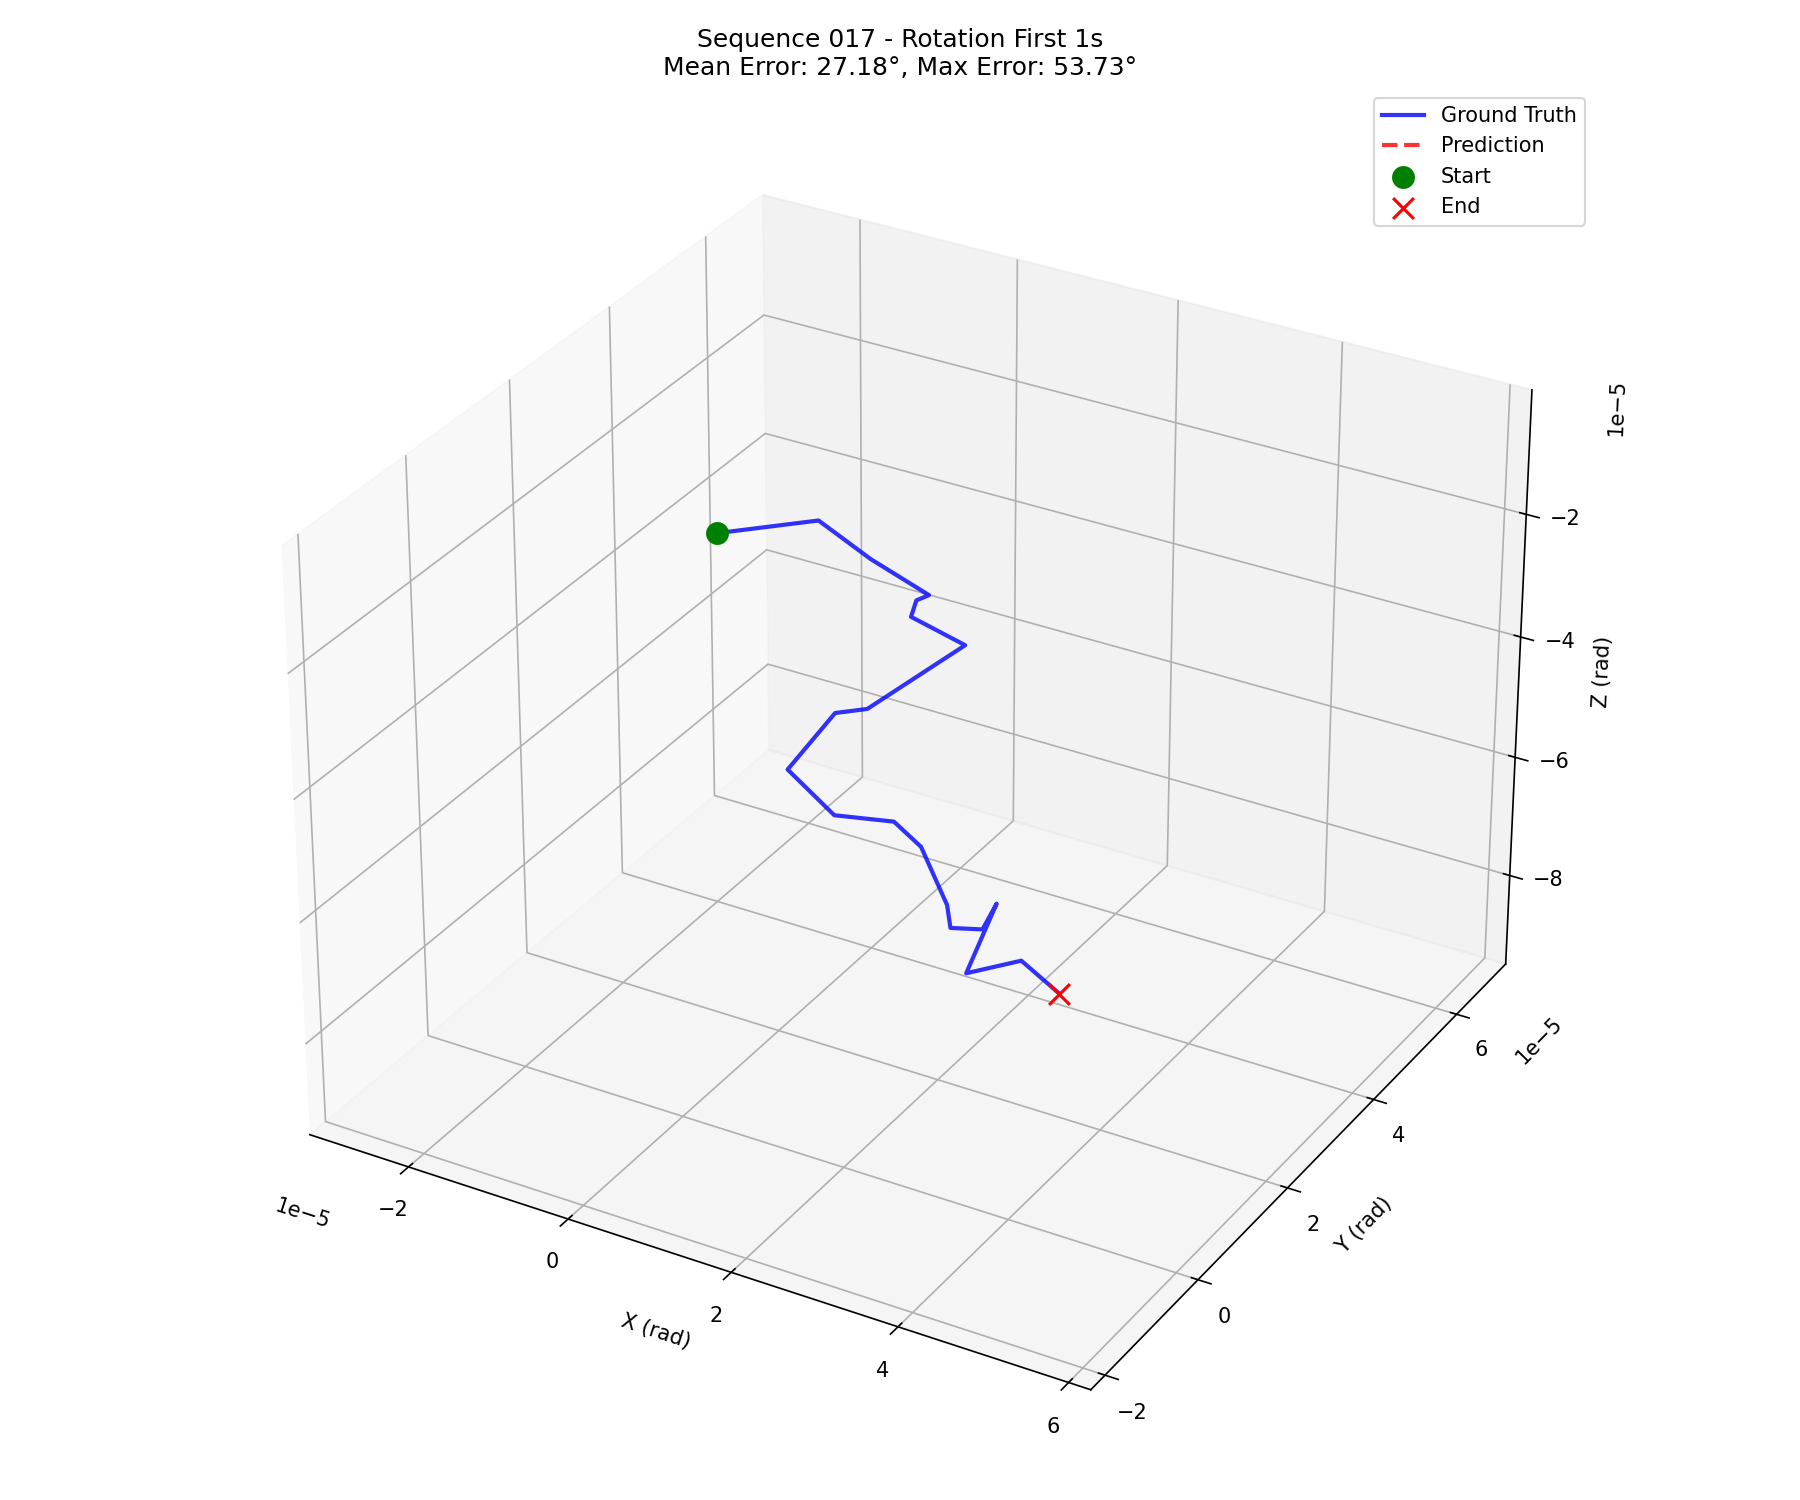 Sequence 017 - Rotation First 1s
Mean Error: 27.18°, Max Error: 53.73°
Ground Truth
Prediction
Start
End
1e−5
−2
−4
−6
−8
Z (rad)
6
4
2
0
−2
1e−5
Y (rad)
1e−5
−2
0
2
4
6
X (rad)